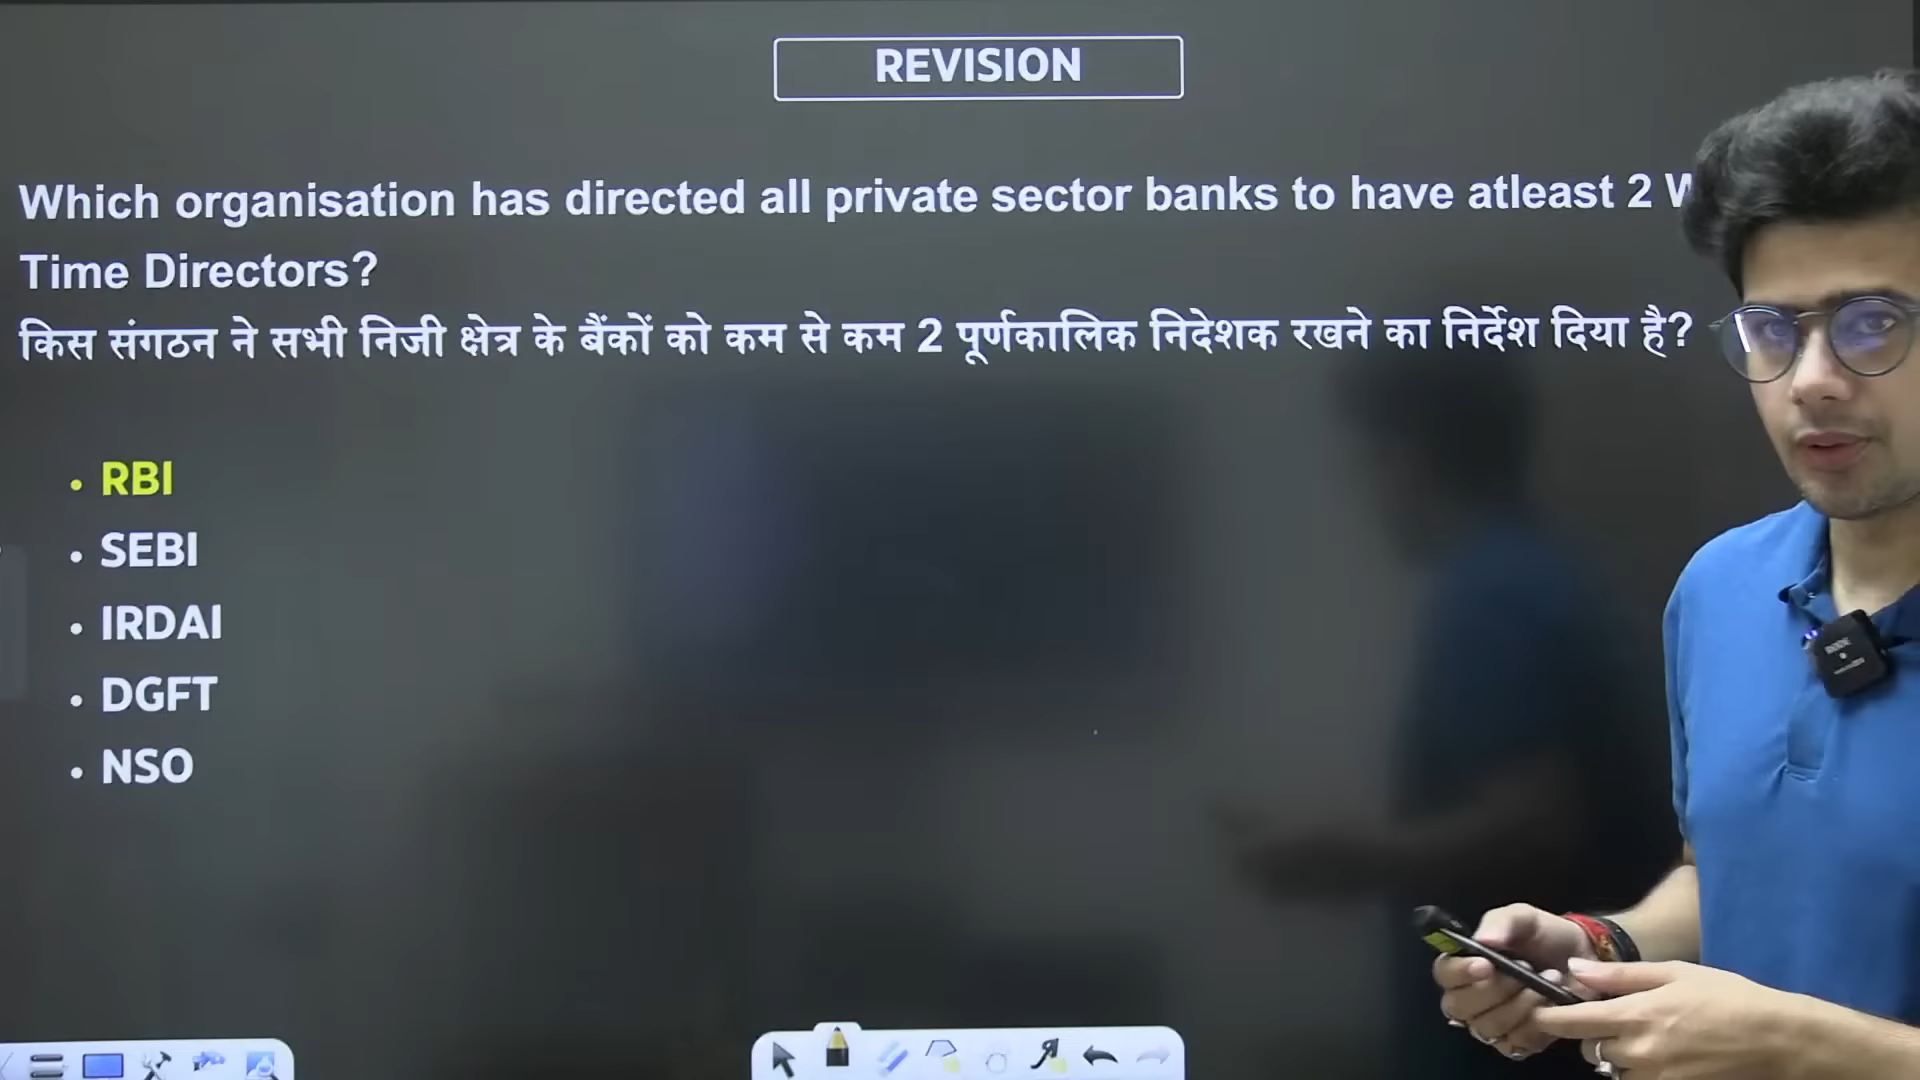 REVISION
Which organisation has directed all private sector banks to have atleast 2
Time Directors?
किस संगठन ने सभी निजी क्षेत्र के बैंकों को कम से कम 2 पूर्णकालिक निदेशक रखने का निर्देश दिया है?
• RBI
• SEBI
• IRDAI
• DGFT
• NSO